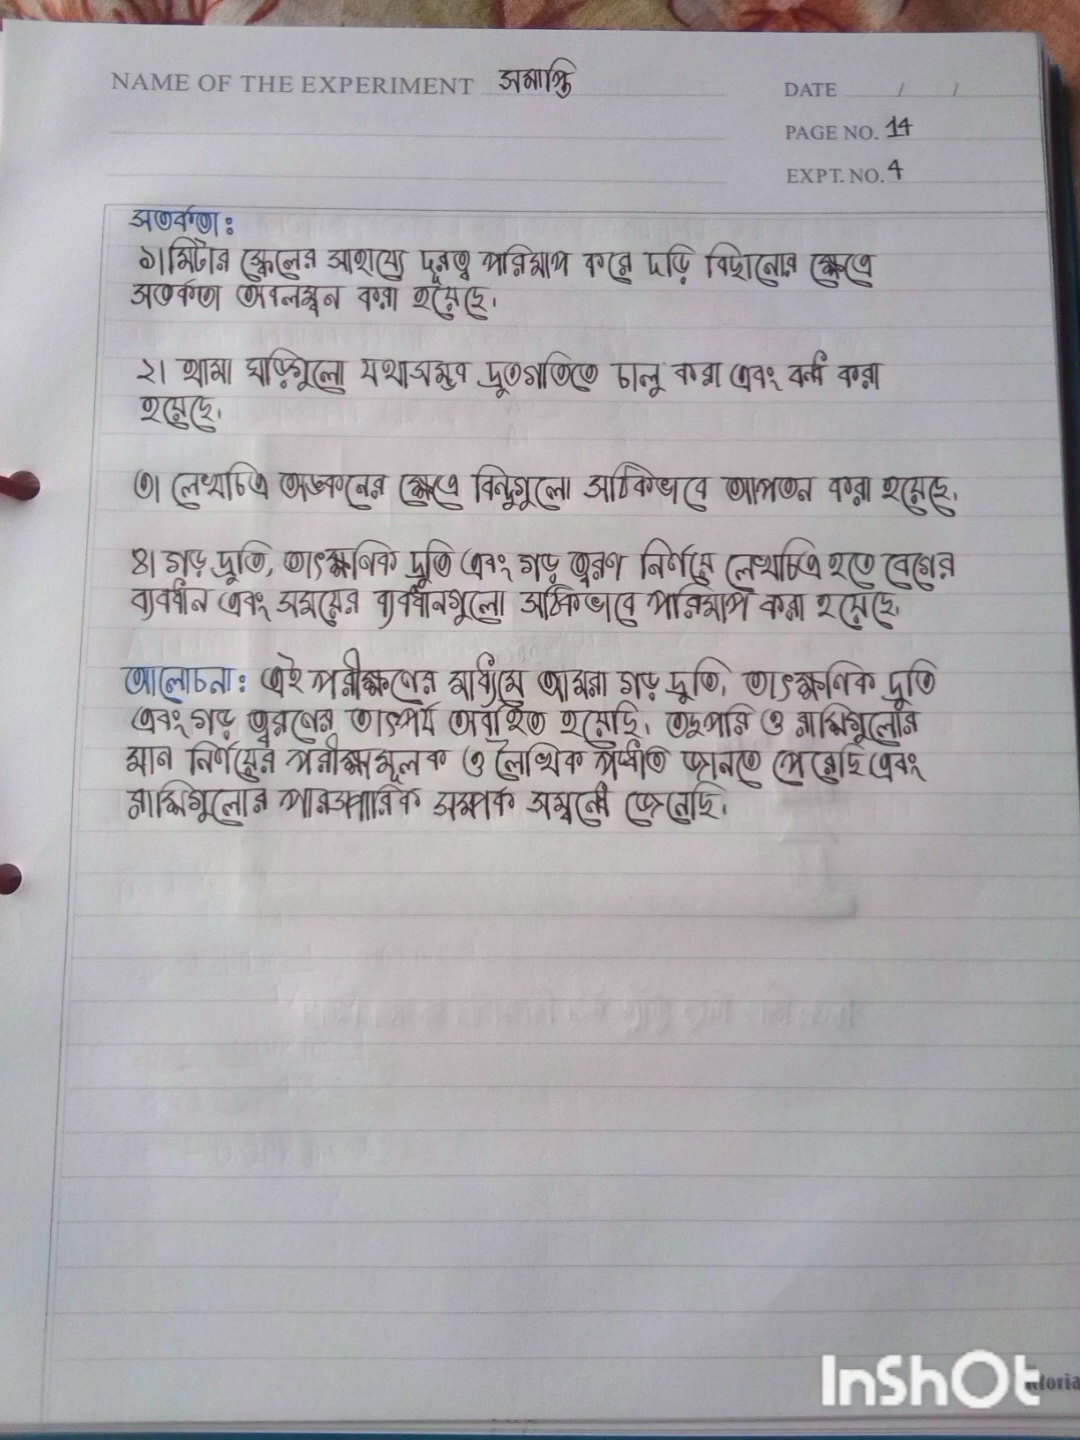 NAME OF THE EXPERIMENT সমাপ্তি
DATE / /
PAGE NO. 14
EXPT. NO. 4
সতর্কতা:
১। মিটার স্কেলের সাহায্যে দূরত্ব পরিমাপ করে দড়ি বিছানোর ক্ষেত্রে
সতর্কতা অবলম্বন করা হয়েছে।
২। থামা ঘড়িগুলো যথাসম্ভব দ্রুতগতিতে চালু করা এবং বন্ধ করা
হয়েছে।
৩। লেখচিত্র অঙ্কনের ক্ষেত্রে বিন্দুগুলো সঠিকভাবে আপতন করা হয়েছে।
৪। গড় দ্রুতি, তাৎক্ষণিক দ্রুতি এবং গড় ত্বরণ নির্ণয়ে লেখচিত্র হতে বেগের
ব্যবধান এবং সময়ের ব্যবধানগুলো সঠিকভাবে পরিমাপ করা হয়েছে।
আলোচনা: এই পরীক্ষণের মাধ্যমে আমরা গড় দ্রুতি, তাৎক্ষণিক দ্রুতি
এবং গড় ত্বরণের তাৎপর্য অবহিত হয়েছি। তদুপরি ও রাশিগুলোর
মান নির্ণয়ের পরীক্ষামূলক ও লৈখিক পদ্ধতি জানতে পেরেছি এবং
রাশিগুলোর পারস্পারিক সম্পর্ক সম্বন্ধে জেনেছি।
InShOt